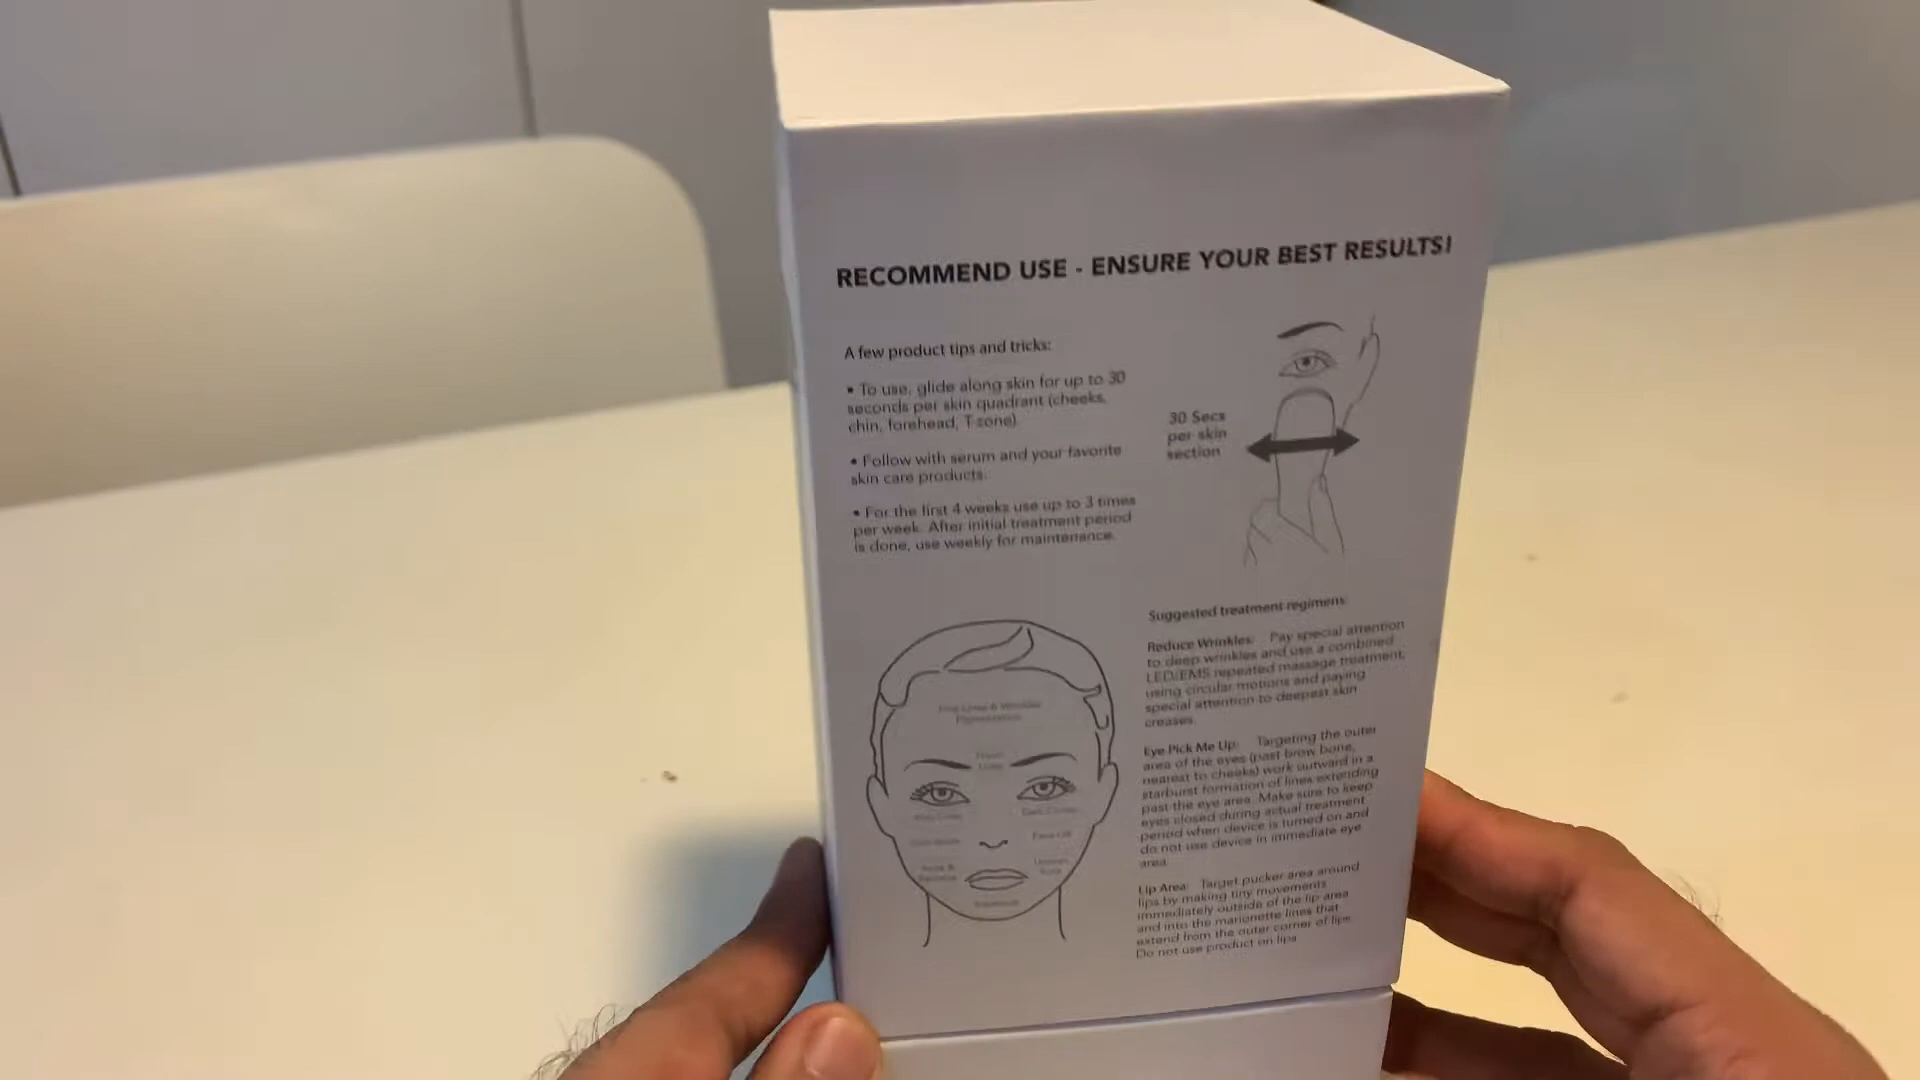 RECOMMEND USE - ENSURE YOUR BEST RESULTS!
A few product tips and tricks:
• To use, glide along skin for up to 30
seconds per skin quadrant (cheeks,
chin, forehead, T-zone).
• Follow with serum and your favorite
skin care products.
• For the first 4 weeks use up to 3 times
per week. After initial treatment period
is done, use weekly for maintenance.
30 Secs
per skin
section
Fine Lines & Wrinkles
Pigmentation
Suggested treatment regimens:
Reduce Wrinkles: Pay special attention
to deep wrinkles and use a combined
LED/EMS repeated massage treatment,
using circular motions and paying
special attention to deepest skin
creases.
Eye Pick Me Up: Targeting the outer
area of the eyes (past brow bone,
nearest to cheeks) work outward in a
starburst formation of lines extending
past the eye area. Make sure to keep
eyes closed during actual treatment
period when device is turned on and
do not use device in immediate eye
area.
Lip Area: Target pucker area around
lips by making tiny movements
immediately outside of the lip area
and into the marionette lines that
extend from the outer corner of lips.
Do not use product on lips